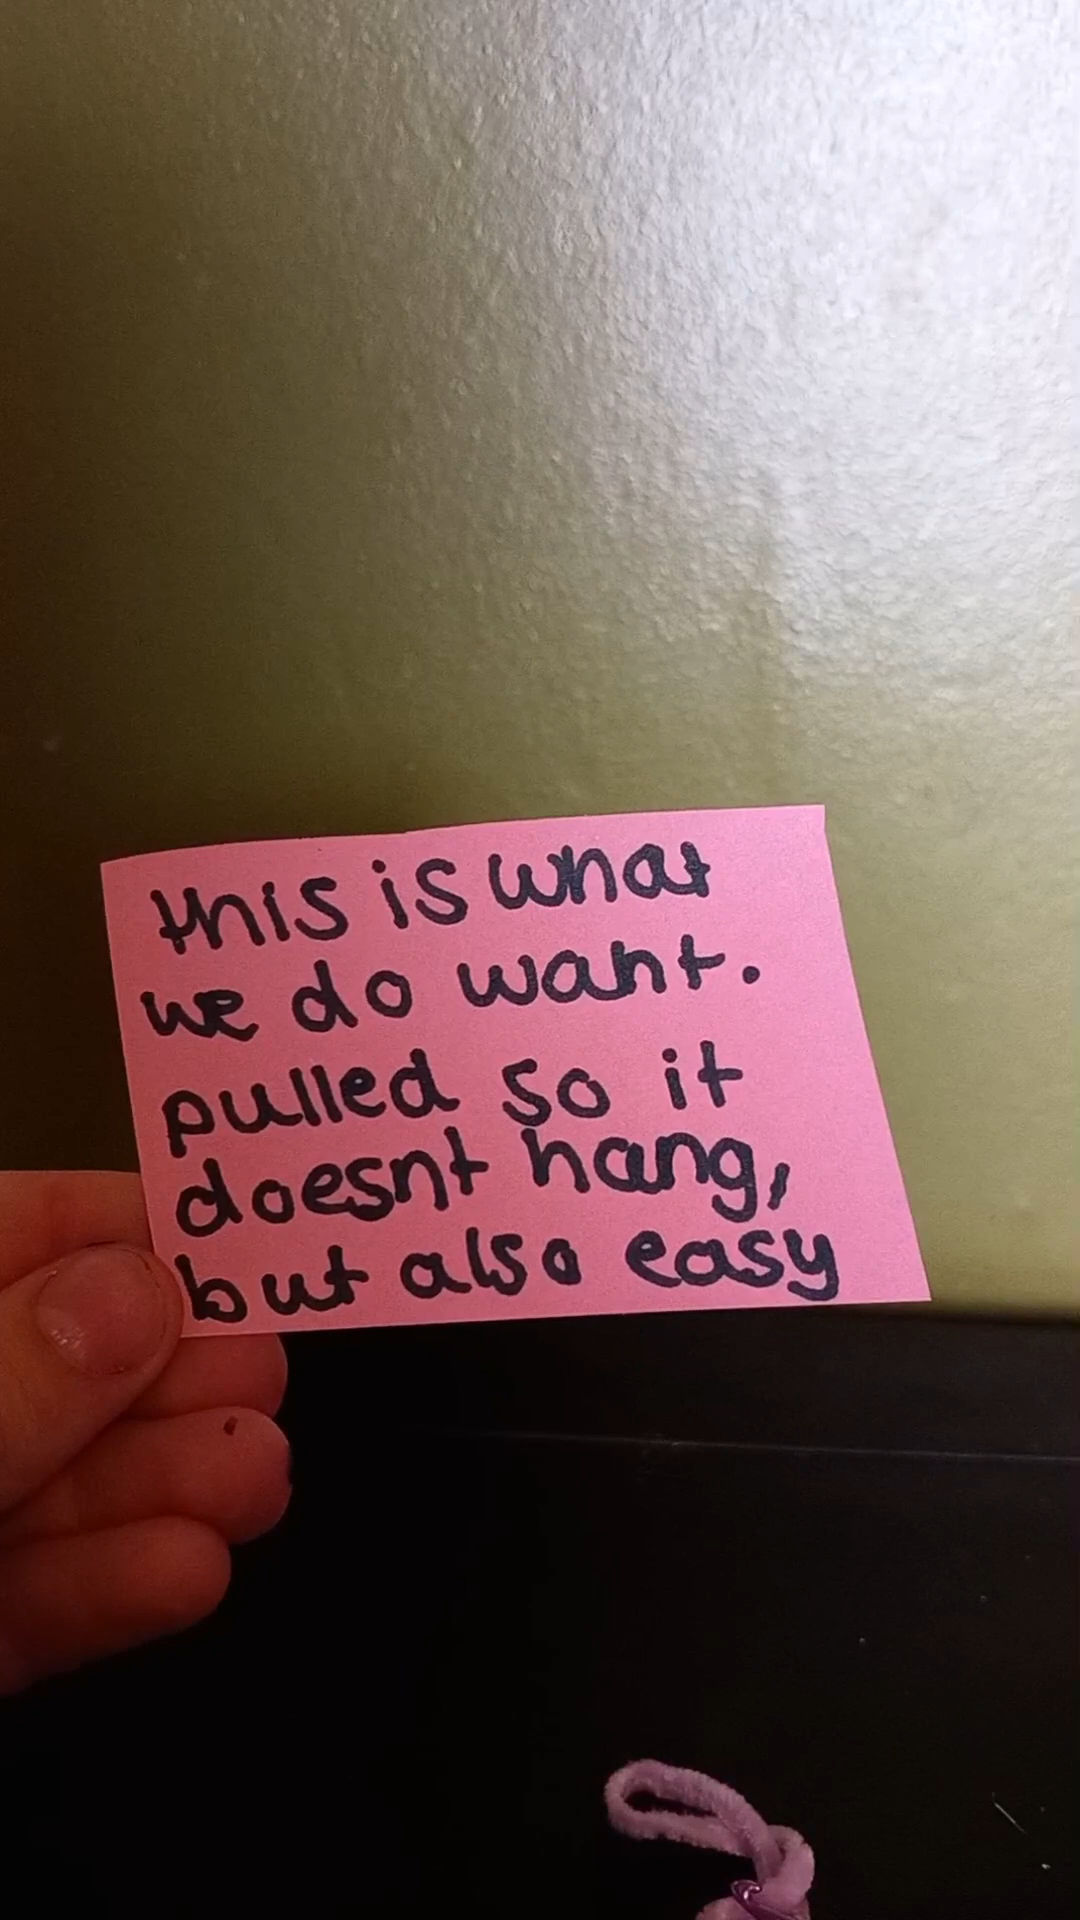 this is what
we do want.
pulled so it
doesnt hang,
but also easy